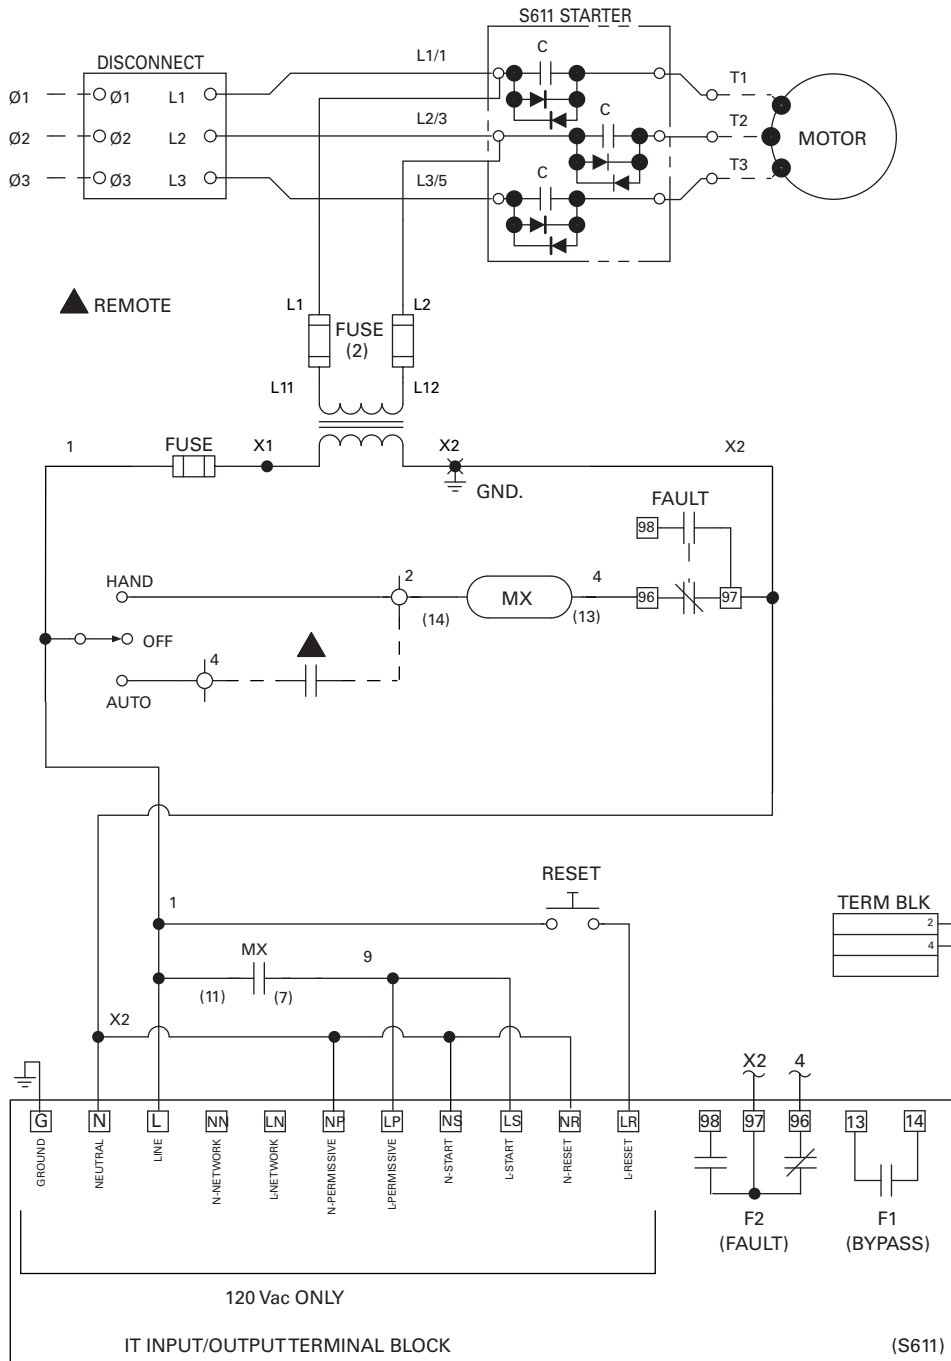 S611 STARTER
DISCONNECT
L1/1
C
T1
Ø1
Ø1
L1
L2/3
C
T2
Ø2
Ø2
L2
MOTOR
L3/5
C
T3
Ø3
Ø3
L3
REMOTE
L1
L2
FUSE
(2)
L11
L12
1
FUSE
X1
X2
X2
GND.
FAULT
98
HAND
2
4
MX
96
97
(14)
(13)
OFF
4
AUTO
RESET
1
TERM BLK
2
4
MX
9
(11)
(7)
X2
X2
4
G
N
L
NN
LN
NP
LP
NS
LS
NR
LR
98
97
96
13
14
GROUND
NEUTRAL
LINE
N-NETWORK
L-NETWORK
N-PERMISSIVE
L-PERMISSIVE
N-START
L-START
N-RESET
L-RESET
F2
(FAULT)
F1
(BYPASS)
120 Vac ONLY
IT INPUT/OUTPUT TERMINAL BLOCK
(S611)